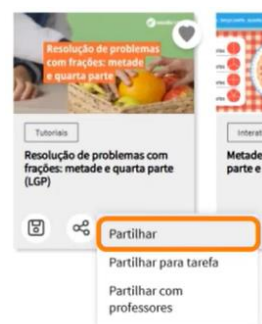 Resolução de problemas
com frações: metade
e quarta parte
Tutoriais
Resolução de problemas com
frações: metade e quarta parte
(LGP)
Metade
parte e
Partilhar
Partilhar para tarefa
Partilhar com
professores